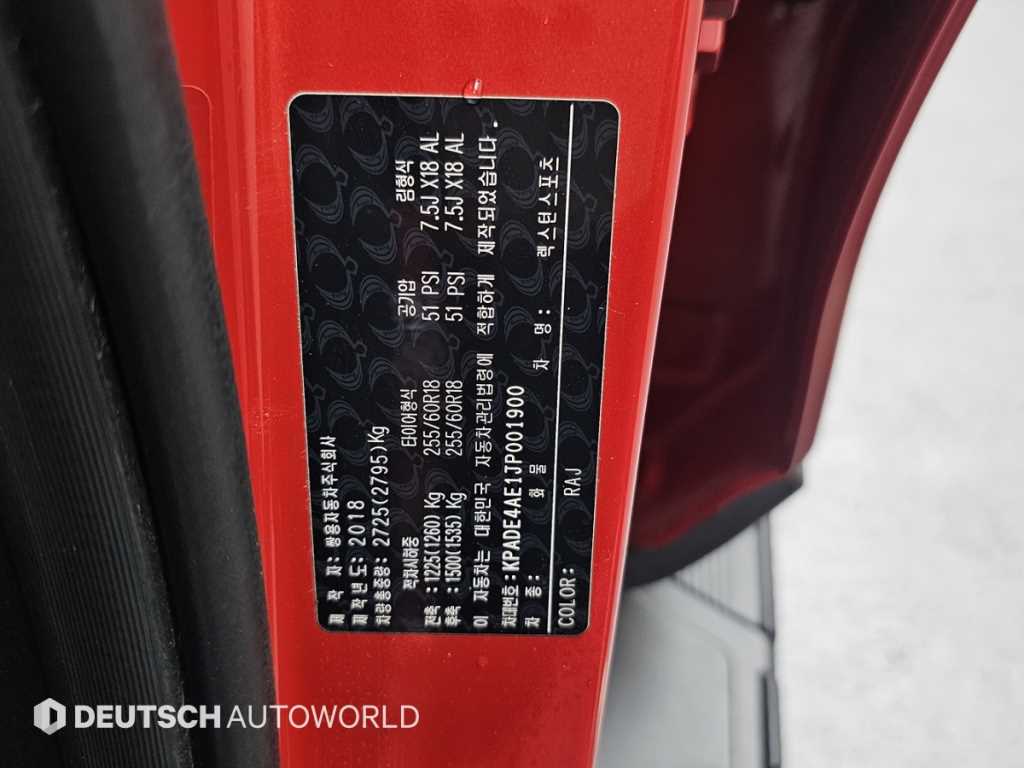 제 작 자: 쌍용자동차주식회사
제작년도: 2018
차량총중량: 2725(2795)Kg
적차시하중 타이어형식 공기압 림형식
전축: 1225(1260)Kg 255/60R18 51 PSI 7.5J X18 AL
후축: 1500(1535)Kg 255/60R18 51 PSI 7.5J X18 AL
이 자동차는 대한민국 자동차관리법령에 적합하게 제작되었습니다.
차대번호: KPADE4AE1JP001900
차 종: 화 물 차 명: 렉스턴스포츠
COLOR: RAJ
DEUTSCH AUTOWORLD